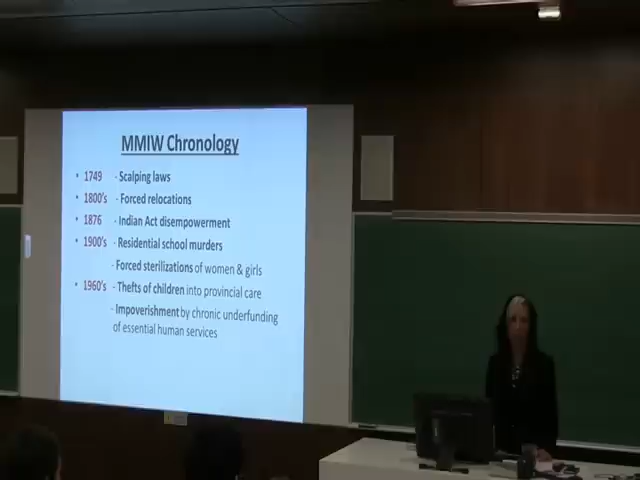 MMIW Chronology
• 1749 - Scalping laws
• 1800's - Forced relocations
• 1876 - Indian Act disempowerment
• 1900's - Residential school murders
- Forced sterilizations of women & girls
• 1960's - Thefts of children into provincial care
- Impoverishment by chronic underfunding
of essential human services